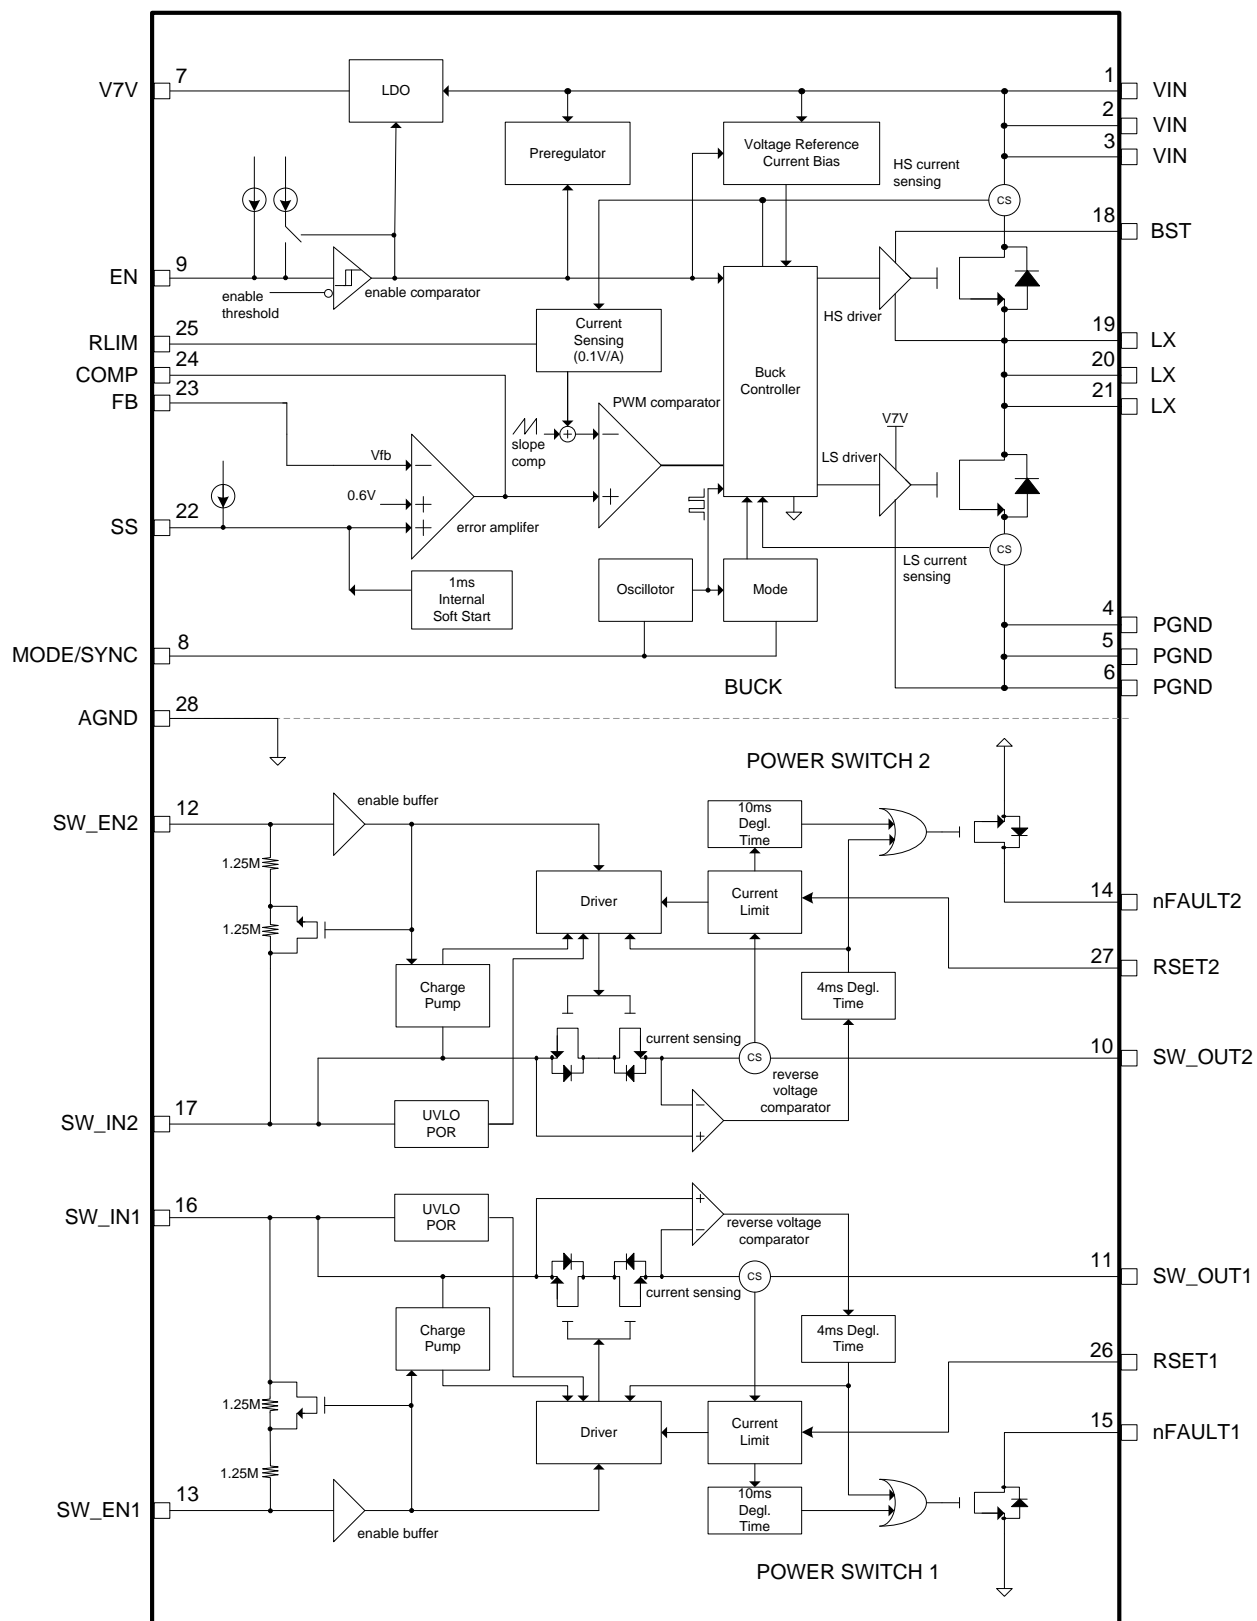 V7V
7
LDO
1
VIN
2
VIN
3
VIN
Preregulator
Voltage Reference
Current Bias
HS current
sensing
CS
18
BST
EN
9
enable
threshold
enable comparator
HS driver
RLIM
25
Current
Sensing
(0.1V/A)
19
LX
COMP
24
20
LX
FB
23
21
LX
Buck
Controller
PWM comparator
V7V
slope
comp
LS driver
Vfb
0.6V
SS
22
error amplifer
CS
LS current
sensing
1ms
Internal
Soft Start
Oscillotor
Mode
4
PGND
MODE/SYNC
8
5
PGND
6
PGND
BUCK
AGND
28
POWER SWITCH 2
SW_EN2
12
enable buffer
10ms
Degl.
Time
1.25M
Driver
Current
Limit
14
nFAULT2
1.25M
27
RSET2
Charge
Pump
4ms Degl.
Time
current sensing
CS
10
SW_OUT2
reverse
voltage
comparator
SW_IN2
17
UVLO
POR
SW_IN1
16
UVLO
POR
reverse voltage
comparator
current sensing
CS
11
SW_OUT1
Charge
Pump
4ms Degl.
Time
26
RSET1
1.25M
Driver
Current
Limit
15
nFAULT1
1.25M
SW_EN1
13
enable buffer
10ms
Degl.
Time
POWER SWITCH 1